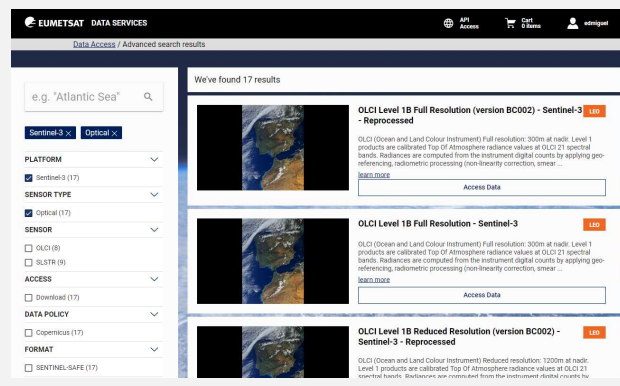 EUMETSAT DATA SERVICES
API Access
Cart 0 items
edmiguel
Data Access / Advanced search results
e.g. "Atlantic Sea"
Sentinel-3 ×
Optical ×
PLATFORM
Sentinel-3 (17)
SENSOR TYPE
Optical (17)
SENSOR
OLCI (8)
SLSTR (9)
ACCESS
Download (17)
DATA POLICY
Copernicus (17)
FORMAT
SENTINEL-SAFE (17)
We've found 17 results
OLCI Level 1B Full Resolution (version BC002) - Sentinel-3
- Reprocessed
LEO
OLCI (Ocean and Land Colour Instrument) Full resolution: 300m at nadir. Level 1
products are calibrated Top Of Atmosphere radiance values at OLCI 21 spectral
bands. Radiances are computed from the instrument digital counts by applying geo-
referencing, radiometric processing (non-linearity correction, smear ...
learn more
Access Data
OLCI Level 1B Full Resolution - Sentinel-3
LEO
OLCI (Ocean and Land Colour Instrument) Full resolution: 300m at nadir. Level 1
products are calibrated Top Of Atmosphere radiance values at OLCI 21 spectral
bands. Radiances are computed from the instrument digital counts by applying geo-
referencing, radiometric processing (non-linearity correction, smear ...
learn more
Access Data
OLCI Level 1B Reduced Resolution (version BC002) -
Sentinel-3 - Reprocessed
LEO
OLCI (Ocean and Land Colour Instrument) Reduced resolution: 1200m at nadir.
Level 1 products are calibrated Top Of Atmosphere radiance values at OLCI 21
spectral bands. Radiances are computed from the instrument digital counts by